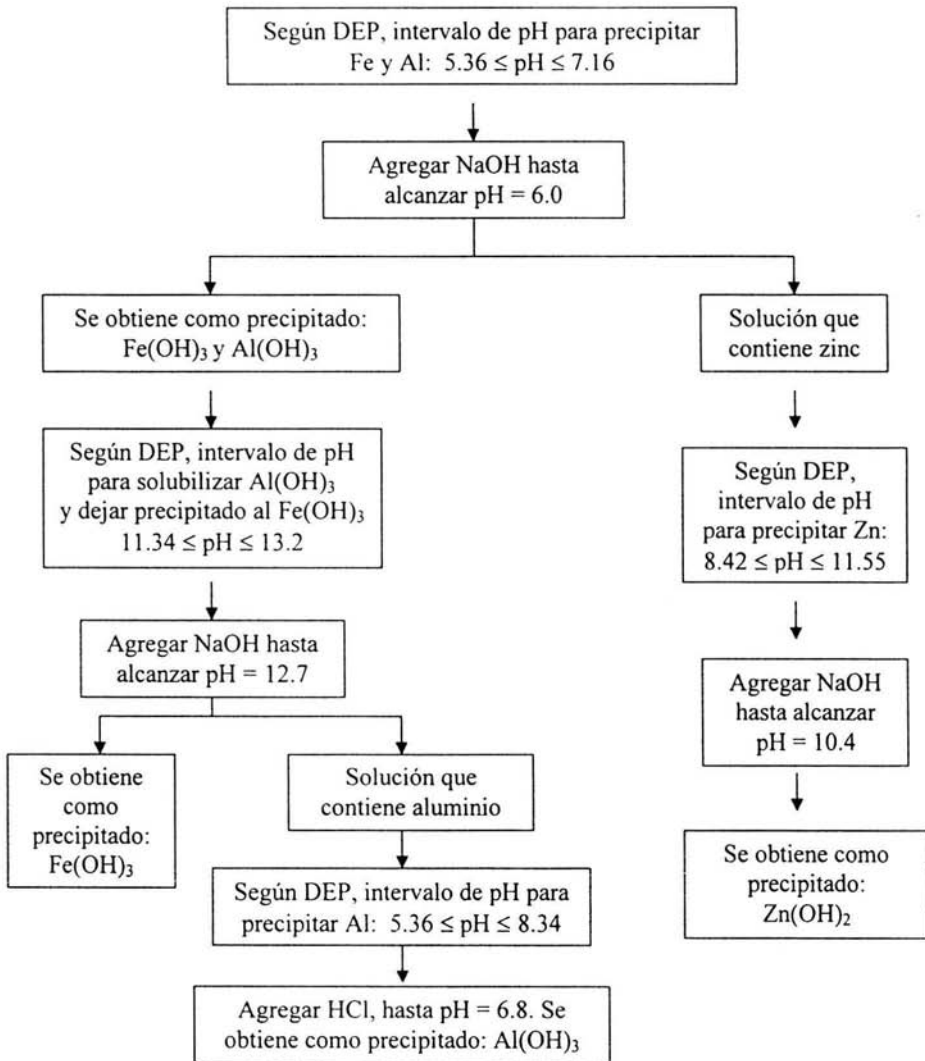 Según DEP, intervalo de pH para precipitar
Fe y Al: 5.36 ≤ pH ≤ 7.16
Agregar NaOH hasta
alcanzar pH = 6.0
Se obtiene como precipitado:
Fe(OH)₃ y Al(OH)₃
Solución que
contiene zinc
Según DEP, intervalo de pH
para solubilizar Al(OH)₃
y dejar precipitado al Fe(OH)₃
11.34 ≤ pH ≤ 13.2
Según DEP,
intervalo de pH
para precipitar Zn:
8.42 ≤ pH ≤ 11.55
Agregar NaOH hasta
alcanzar pH = 12.7
Agregar NaOH
hasta alcanzar
pH = 10.4
Se obtiene
como
precipitado:
Fe(OH)₃
Solución que
contiene aluminio
Se obtiene como
precipitado:
Zn(OH)₂
Según DEP, intervalo de pH para
precipitar Al: 5.36 ≤ pH ≤ 8.34
Agregar HCl, hasta pH = 6.8. Se
obtiene como precipitado: Al(OH)₃